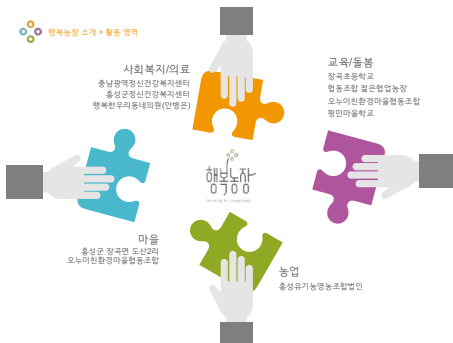 행복농장 소개 > 활동 영역
사회복지/의료
충남광역정신건강복지센터
홍성군정신건강복지센터
행복한우리동네의원(안병은)
교육/돌봄
장곡초등학교
협동조합 젊은협업농장
오누이친환경마을협동조합
평민마을학교
행복농장
마을
홍성군 장곡면 도산2리
오누이친환경마을협동조합
농업
홍성유기농영농조합법인